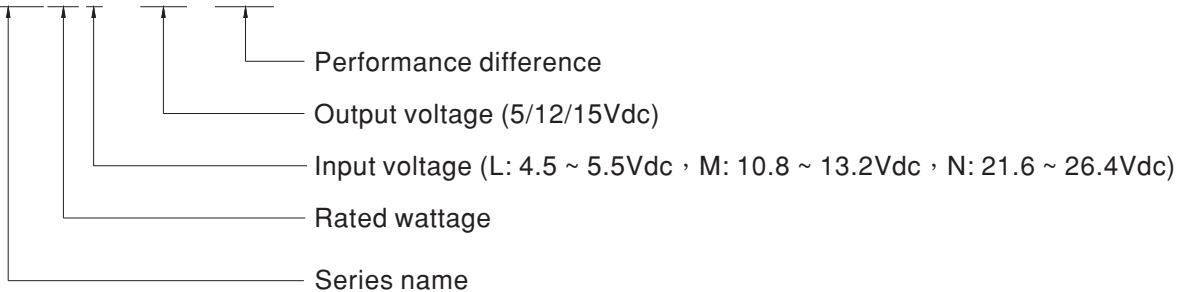 Performance difference
Output voltage (5/12/15Vdc)
Input voltage (L: 4.5 ~ 5.5Vdc，M: 10.8 ~ 13.2Vdc，N: 21.6 ~ 26.4Vdc)
Rated wattage
Series name